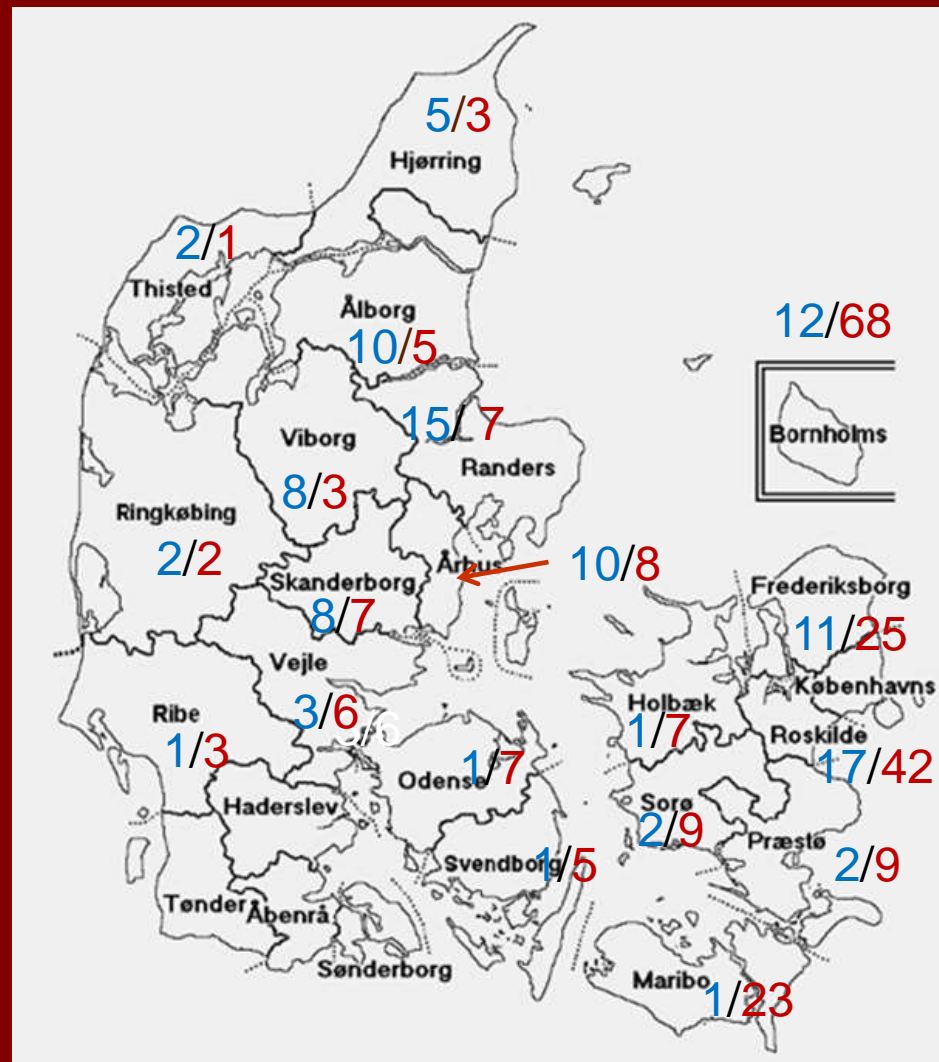 5/3
Hjørring
2/1
Thisted
Ålborg
10/5
12/68
Bornholms
15/ 7
Viborg
Randers
8/3
Ringkøbing
2/2
Århus
10/8
Skanderborg
8/7
Frederiksborg
11/25
Vejle
Københavns
3/6
3/6
Holbæk
1/7
Ribe
1/3
Roskilde
17/42
Odense
1/7
Haderslev
Sorø
2/9
Præstø
2/9
Svendborg
1/5
Tønder
Åbenrå
Sønderborg
Maribo
1/23